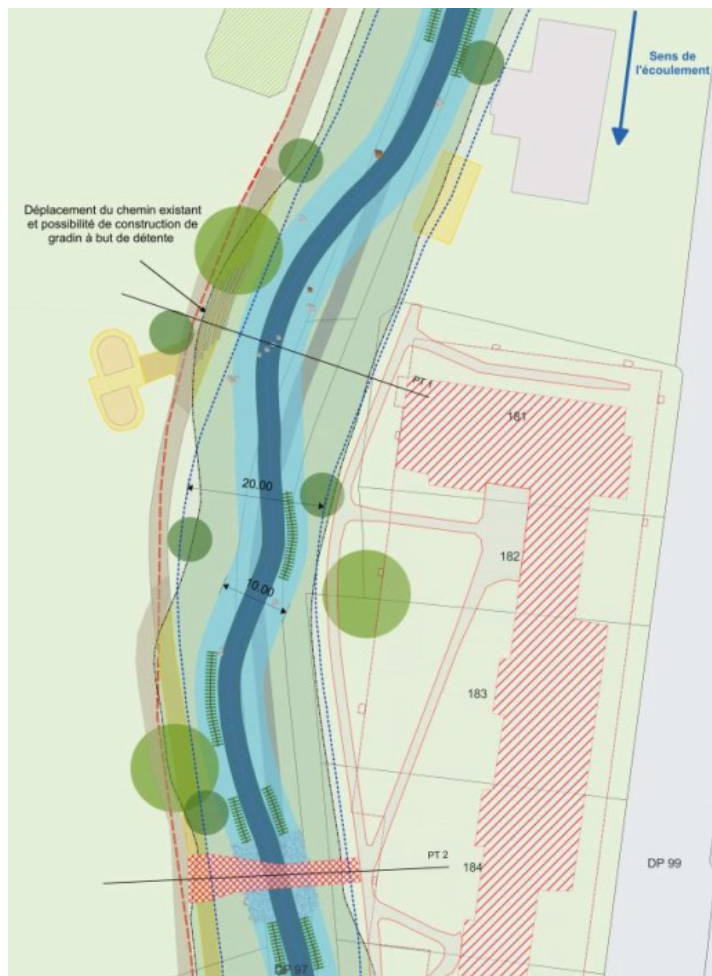 Sens de
l'écoulement
Déplacement du chemin existant
et possibilité de construction de
gradin à but de détente
PT 1
181
20.00
182
10.00
183
PT 2
184
DP 99
DP 97